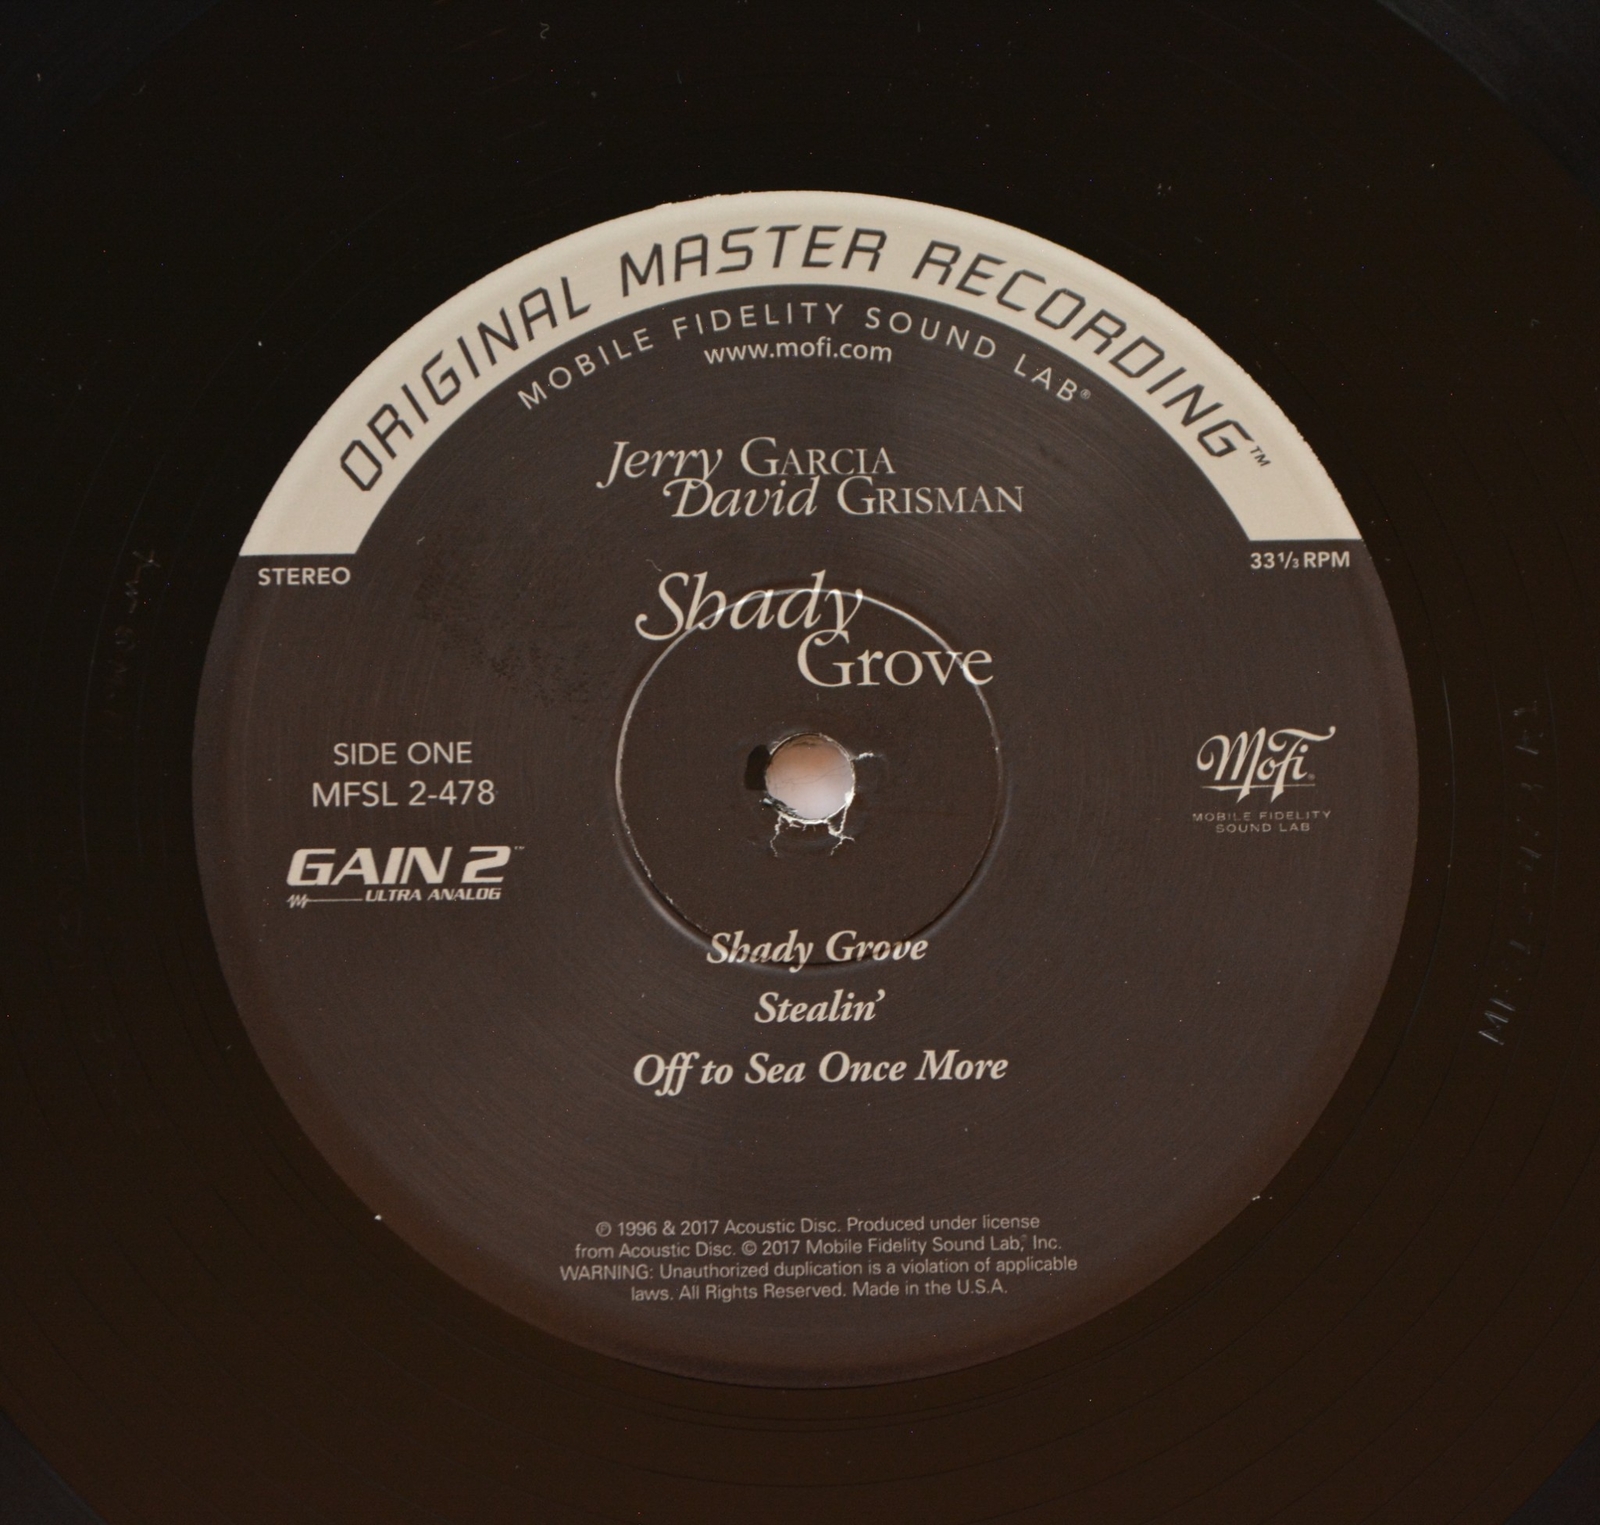 ORIGINAL MASTER RECORDING™
MOBILE FIDELITY SOUND LAB®
www.mofi.com
Jerry GARCIA
David GRISMAN
STEREO
33 1/3 RPM
Shady
Grove
SIDE ONE
MFSL 2-478
GAIN 2™
ULTRA ANALOG
MoFi®
MOBILE FIDELITY
SOUND LAB
Shady Grove
Stealin’
Off to Sea Once More
℗ 1996 & 2017 Acoustic Disc. Produced under license
from Acoustic Disc. © 2017 Mobile Fidelity Sound Lab,® Inc.
WARNING: Unauthorized duplication is a violation of applicable
laws. All Rights Reserved. Made in the U.S.A.